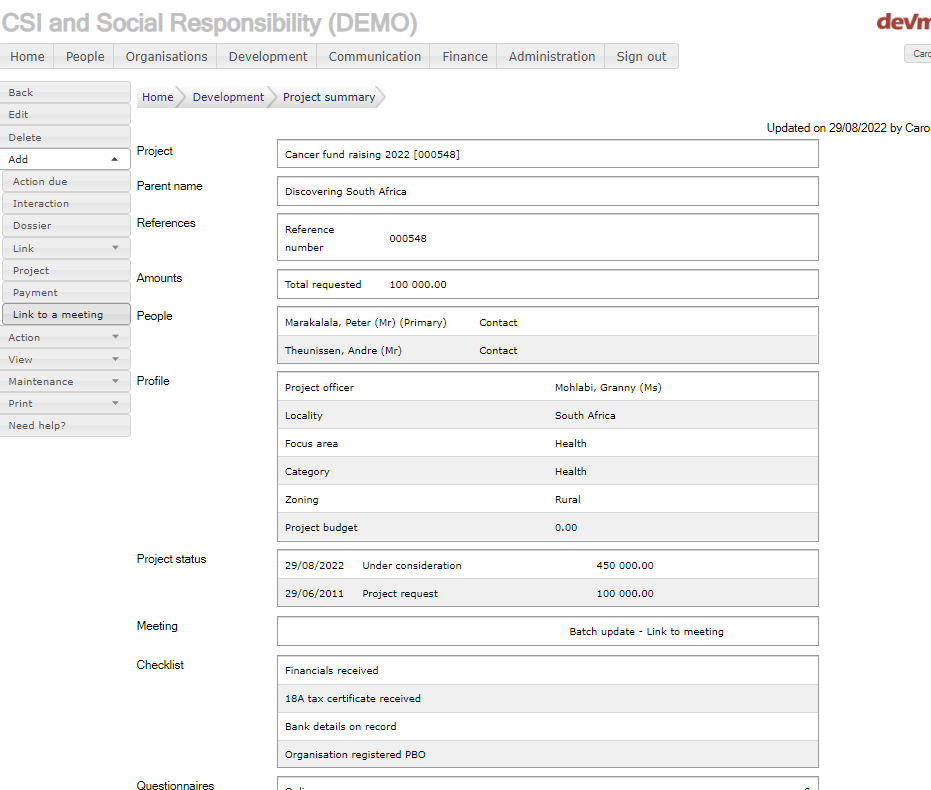 CSI and Social Responsibility (DEMO)
Home People Organisations Development Communication Finance Administration Sign out
Back
Edit
Delete
Add
Action due
Interaction
Dossier
Link
Project
Payment
Link to a meeting
Action
View
Maintenance
Print
Need help?
Home Development Project summary
Updated on 29/08/2022 by
Project
Cancer fund raising 2022 [000548]
Parent name
Discovering South Africa
References
Reference
number
000548
Amounts
Total requested 100 000.00
People
Marakalala, Peter (Mr) (Primary) Contact
Theunissen, Andre (Mr) Contact
Profile
Project officer Mohlabi, Granny (Ms)
Locality South Africa
Focus area Health
Category Health
Zoning Rural
Project budget 0.00
Project status
29/08/2022 Under consideration 450 000.00
29/06/2011 Project request 100 000.00
Meeting
Batch update - Link to meeting
Checklist
Financials received
18A tax certificate received
Bank details on record
Organisation registered PBO
Questionnaires